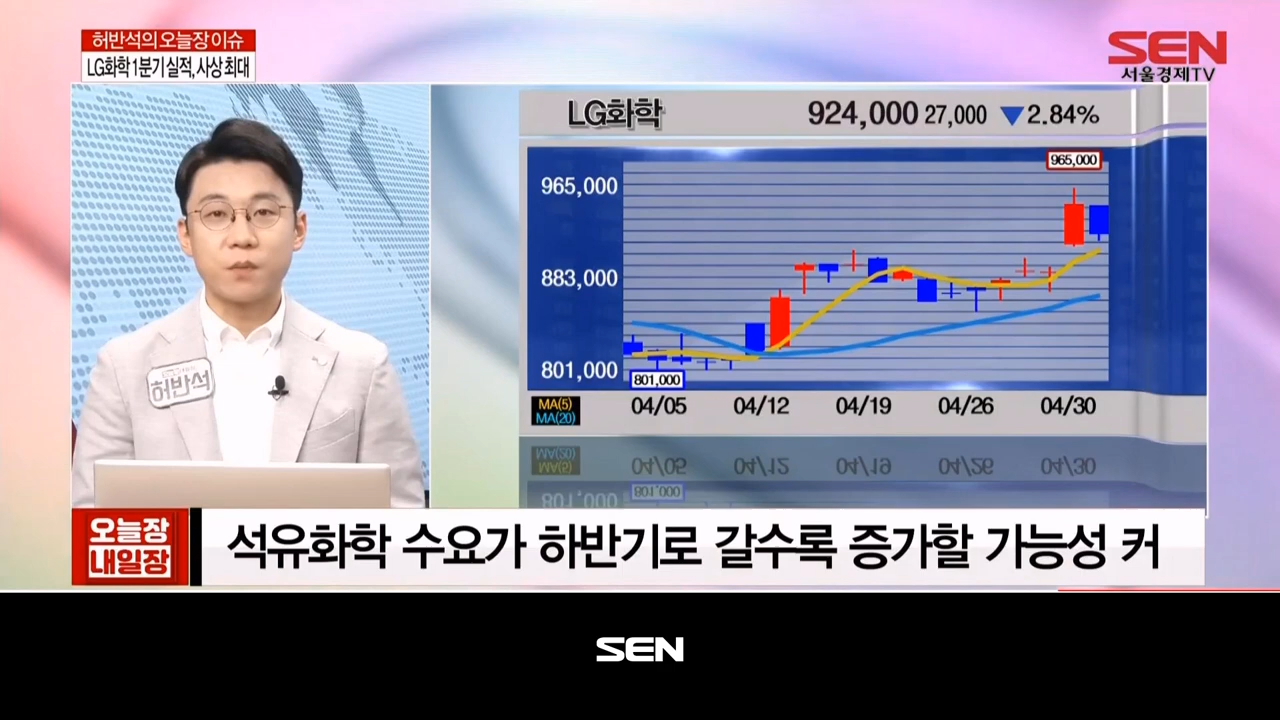 허반석의 오늘장 이슈
LG화학 1분기 실적, 사상 최대
SEN
서울경제TV
LG화학 924,000 27,000 ▼2.84%
965,000
965,000
883,000
801,000
801,000
MA(5)
MA(20)
04/05 04/12 04/19 04/26 04/30
허반석
오늘장
내일장
석유화학 수요가 하반기로 갈수록 증가할 가능성 커
SEN